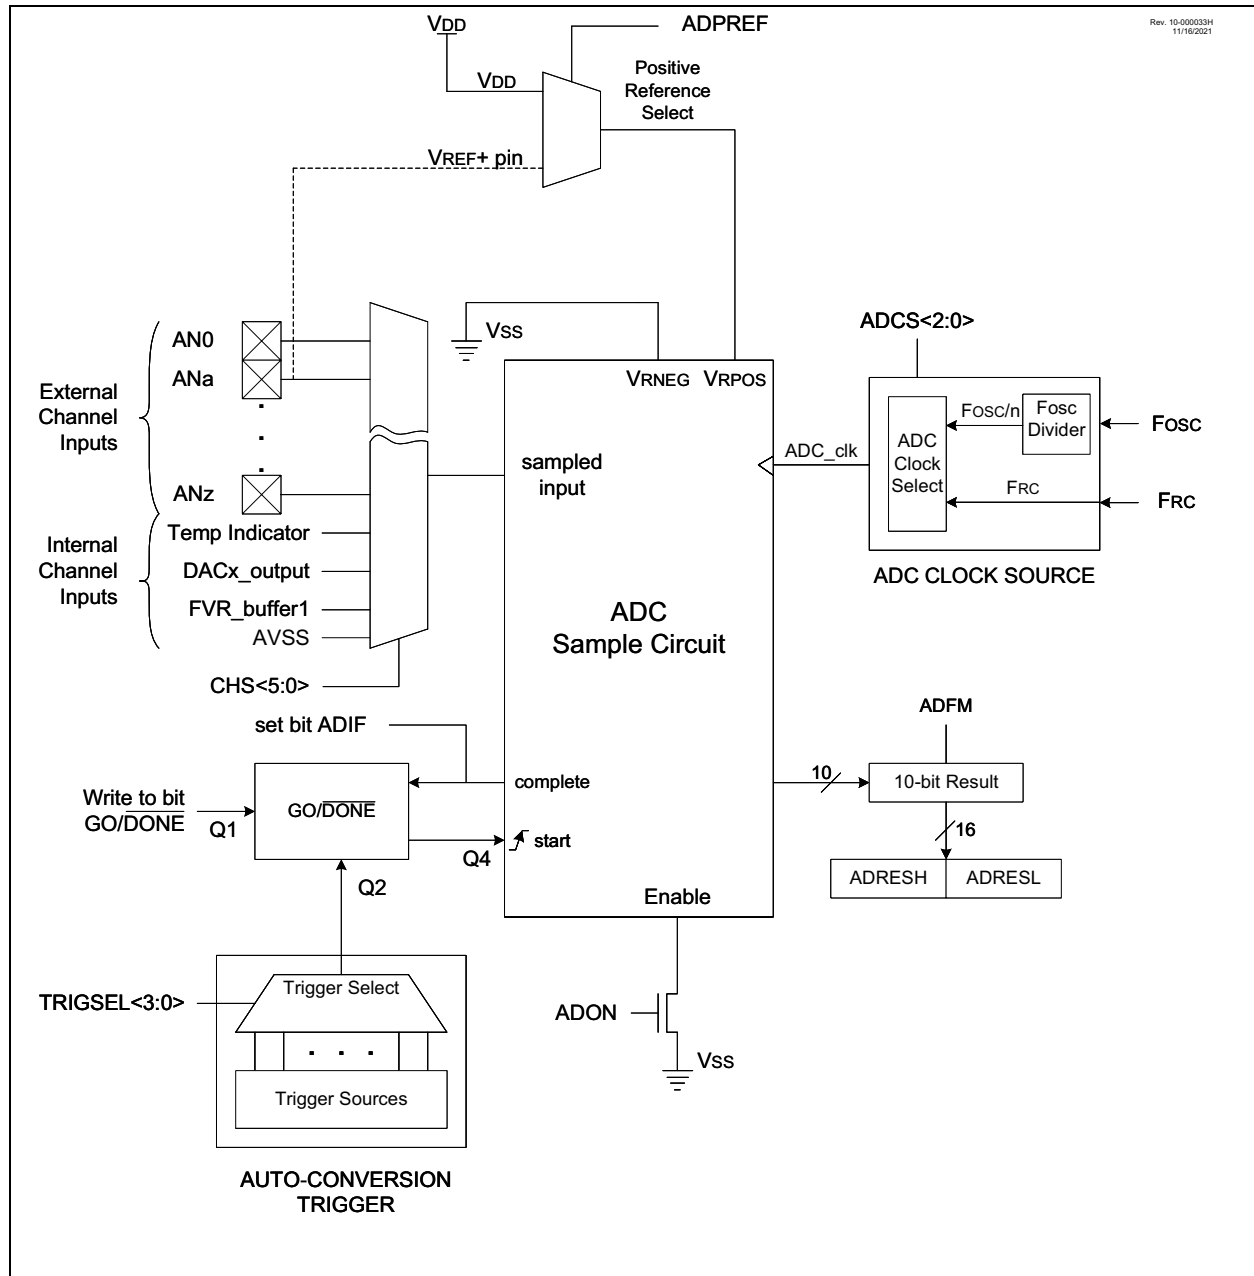 Rev. 10-000033H
11/16/2021
VDD
ADPREF
VDD
Positive
Reference
Select
VREF+ pin
VSS
ADCS<2:0>
AN0
ANa
External
Channel
Inputs
ANz
VRNEG VRPOS
sampled
input
ADC_clk
ADC
Clock
Select
FOSC/n
Fosc
Divider
FOSC
FRC
FRC
ADC CLOCK SOURCE
Internal
Channel
Inputs
Temp Indicator
DACx_output
FVR_buffer1
AVSS
CHS<5:0>
ADC
Sample Circuit
set bit ADIF
ADFM
complete
10
10-bit Result
16
ADRESH ADRESL
Write to bit
GO/DONE
Q1
GO/DONE
Q4
start
Q2
Enable
TRIGSEL<3:0>
Trigger Select
. . .
Trigger Sources
ADON
VSS
AUTO-CONVERSION
TRIGGER